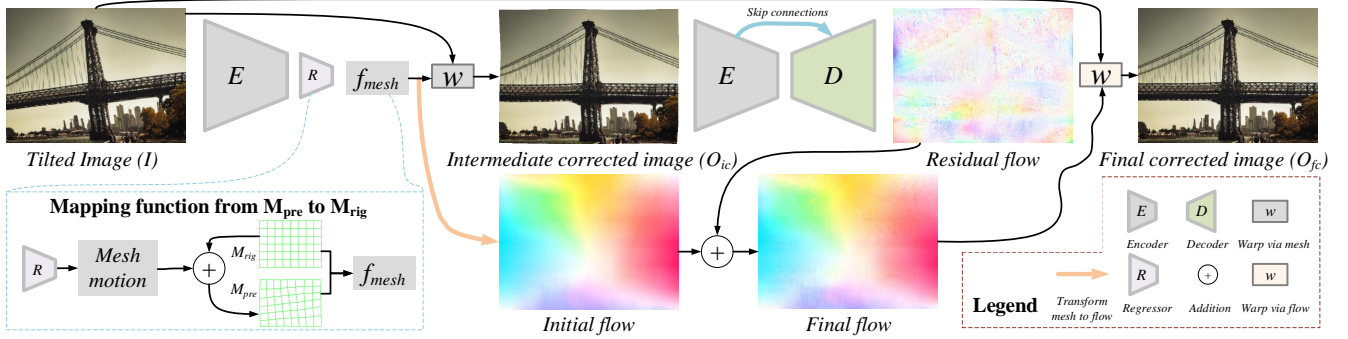 Skip connections
E
R
f_mesh
w
E
D
w
Tilted Image (I)
Intermediate corrected image (O_ic)
Residual flow
Final corrected image (O_fc)
Mapping function from M_pre to M_rig
R
Mesh
motion
+
M_rig
M_pre
f_mesh
+
Initial flow
Final flow
E
D
w
Encoder
Decoder
Warp via mesh
R
+
w
Legend
Transform
mesh to flow
Regressor
Addition
Warp via flow